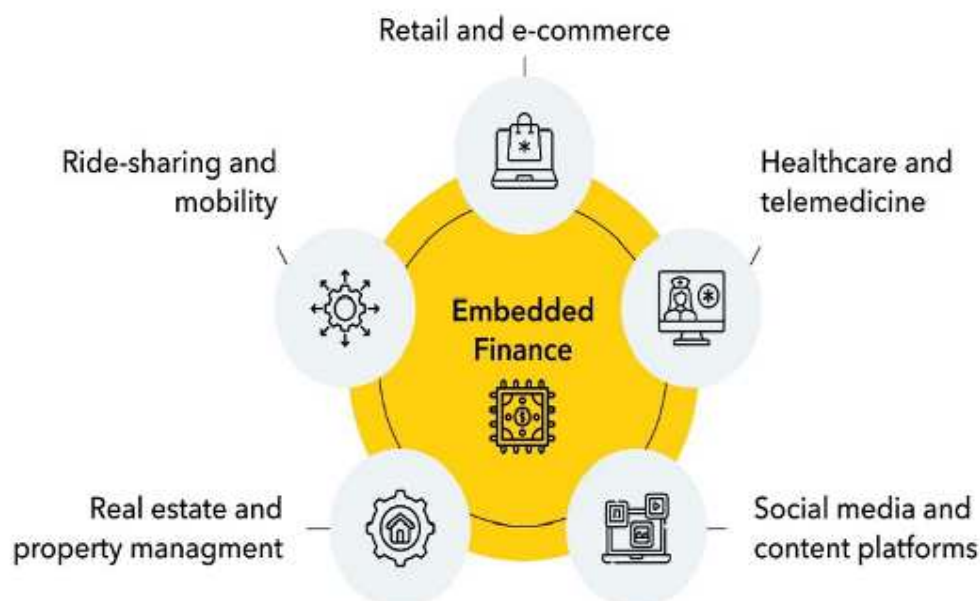 Retail and e-commerce
Ride-sharing and
mobility
Healthcare and
telemedicine
Embedded
Finance
Real estate and
property managment
Social media and
content platforms